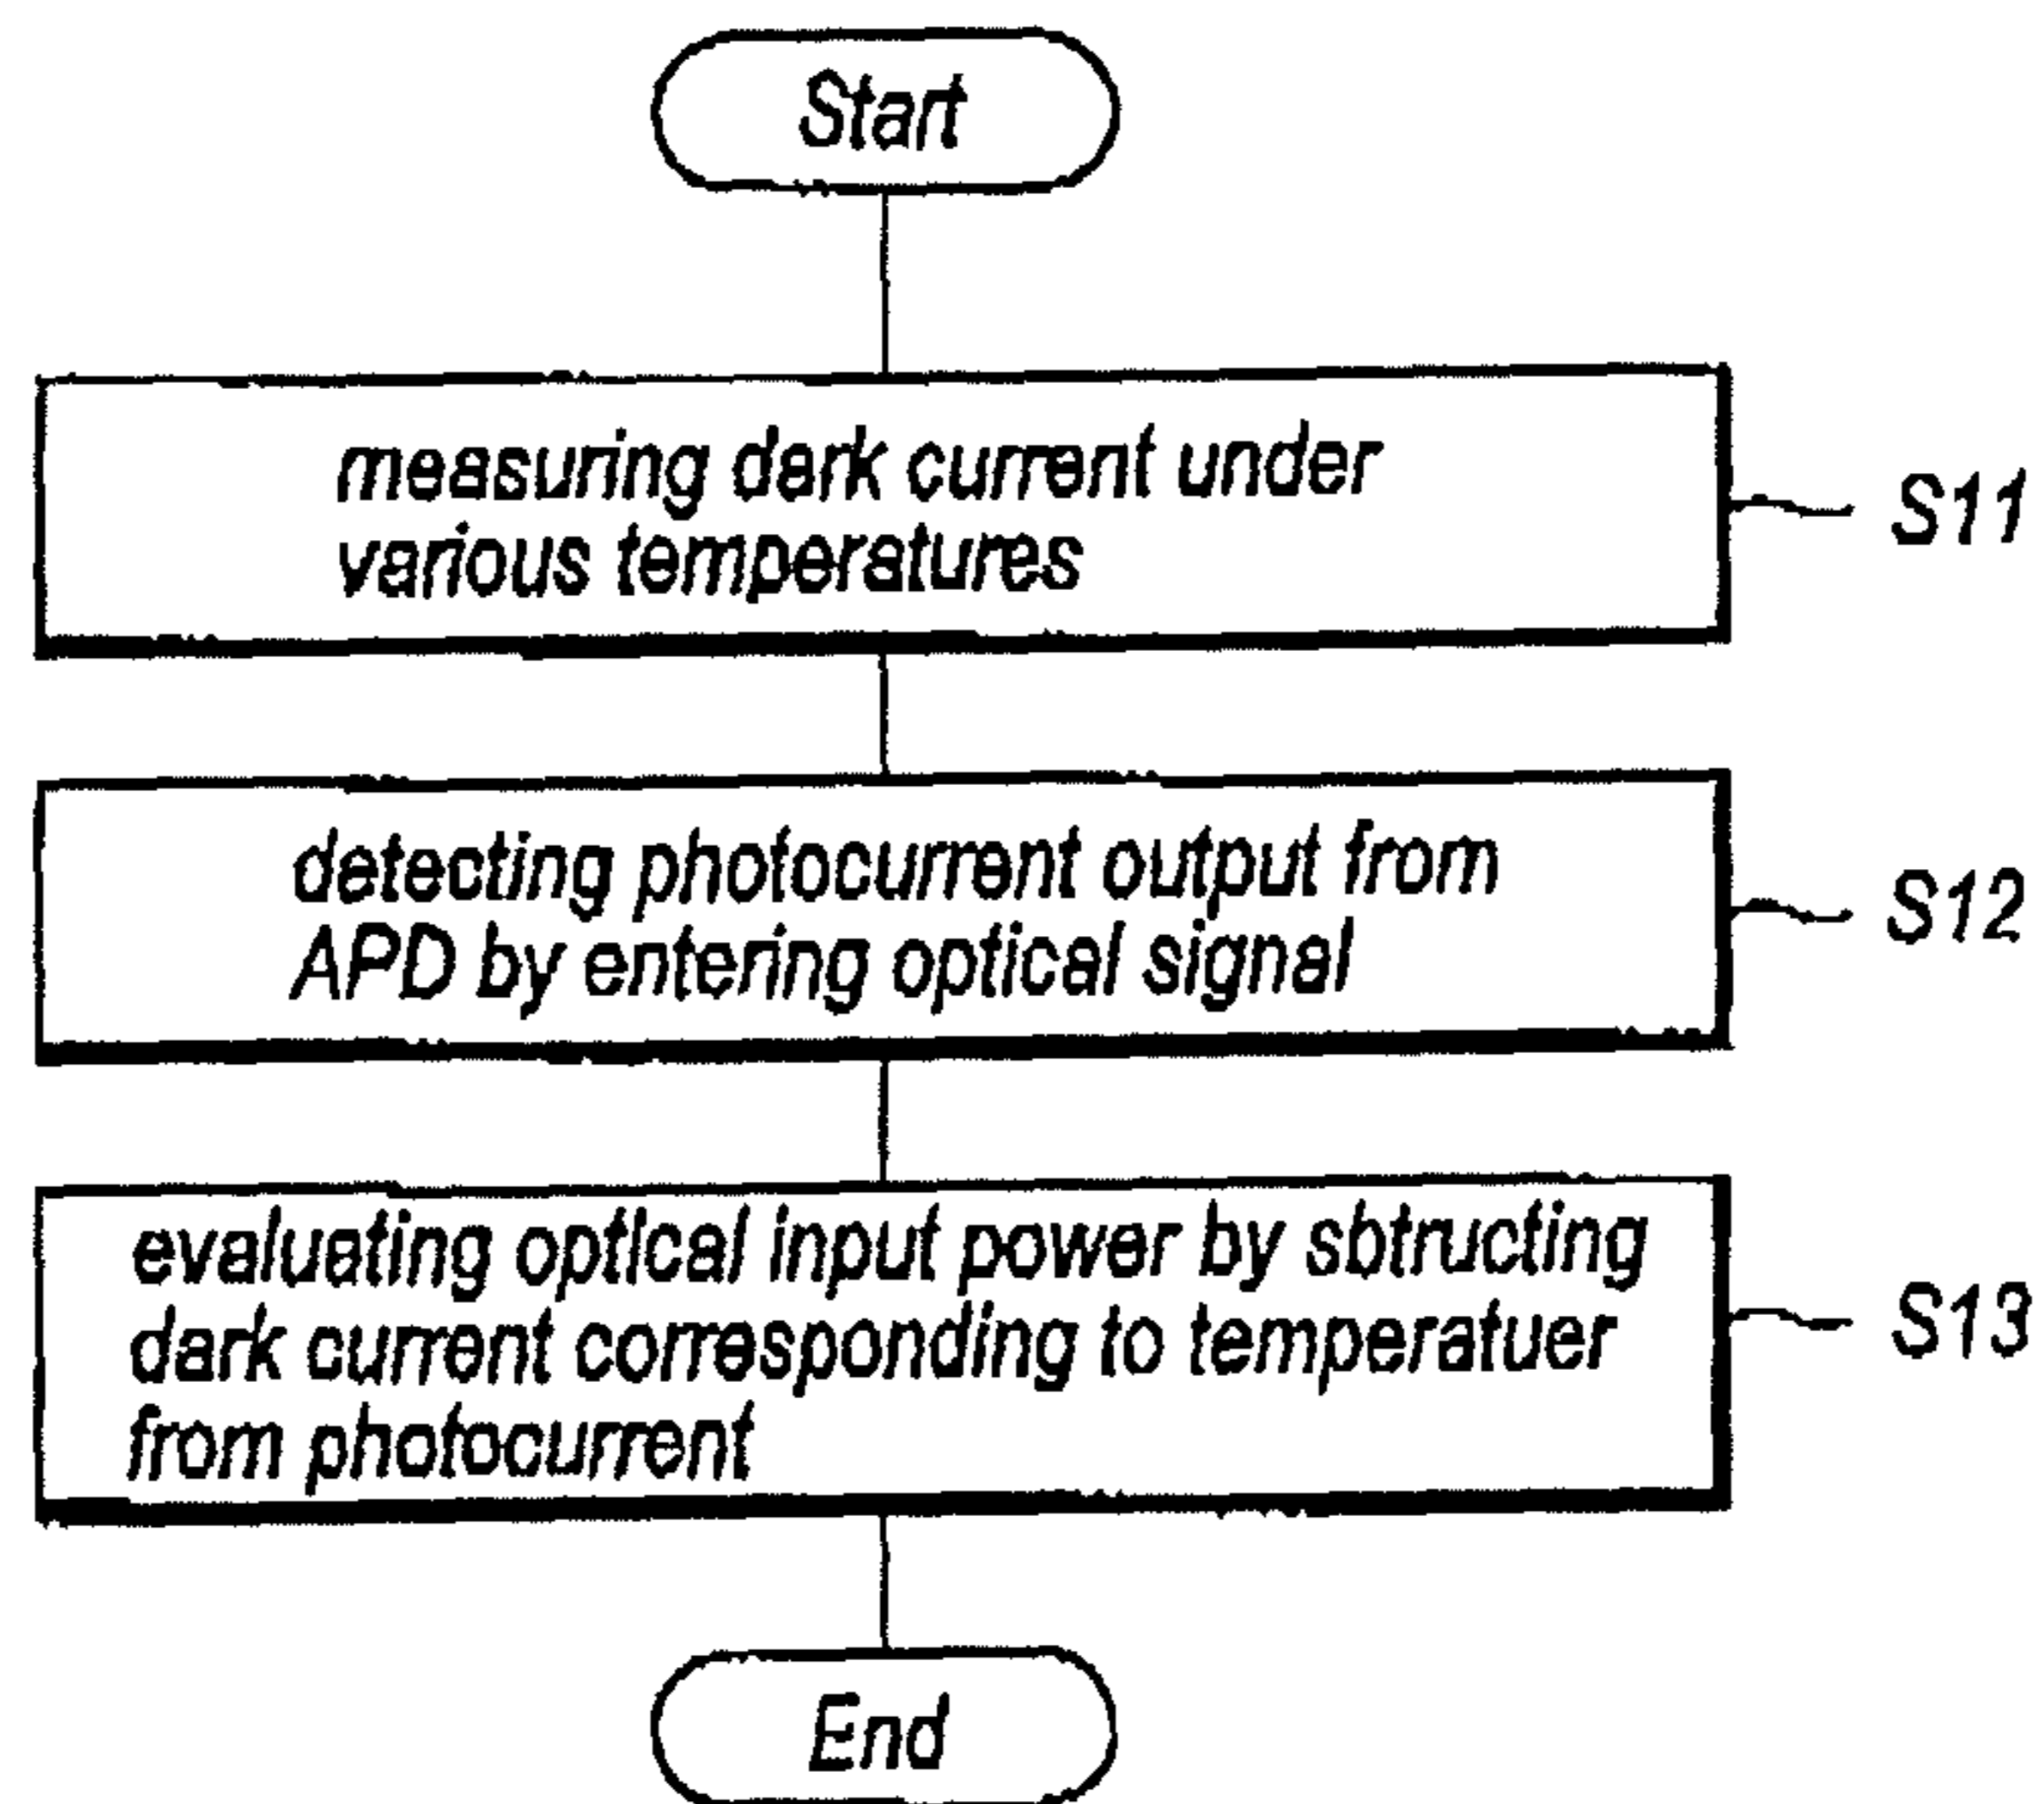 Start
measuring dark current under
various temperatures
S11
detecting photocurrent output from
APD by entering optical signal
S12
evaluating optical input power by sbtructing
dark current corresponding to temperatuer
from photocurrent
S13
End